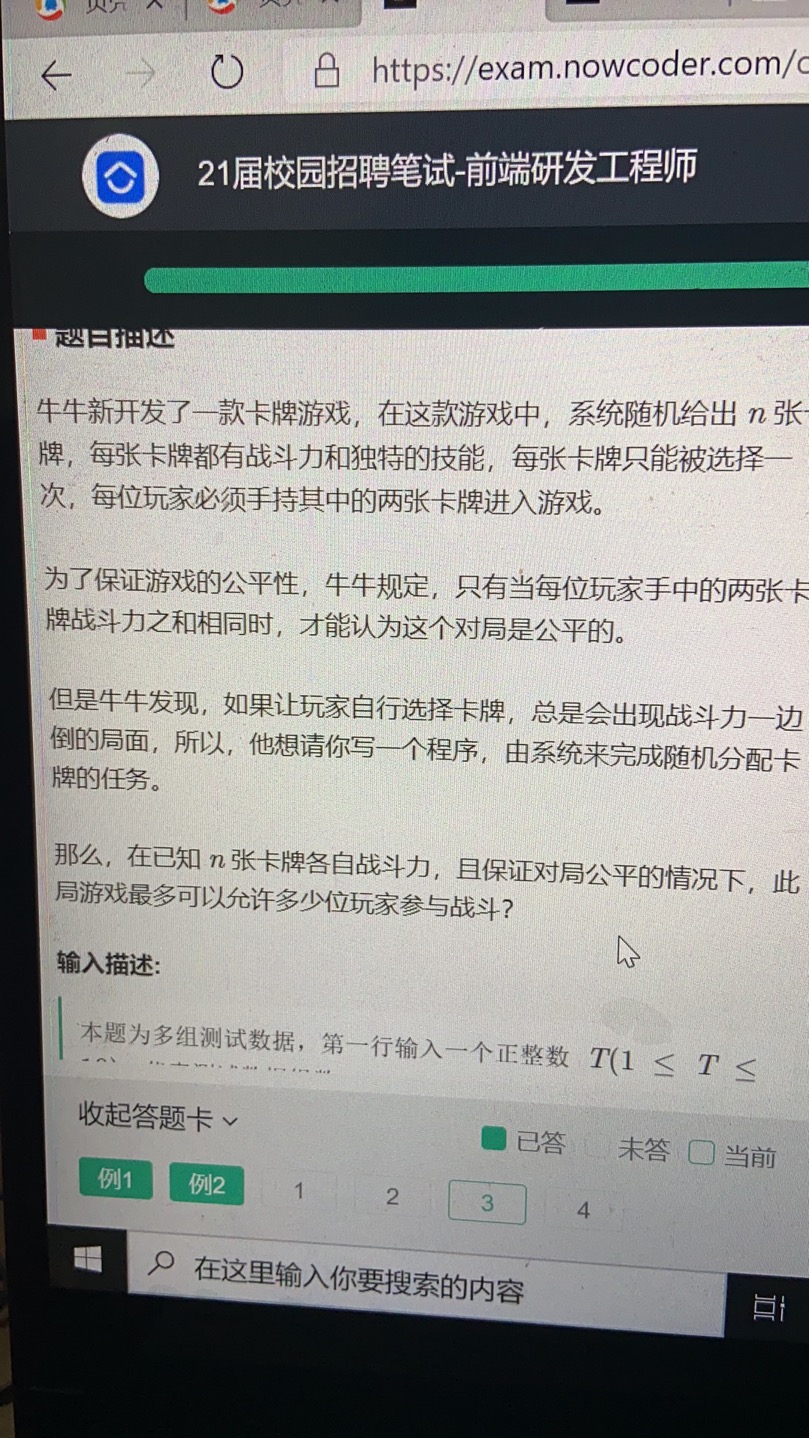 https://exam.nowcoder.com/c
21届校园招聘笔试-前端研发工程师
题目描述
牛牛新开发了一款卡牌游戏，在这款游戏中，系统随机给出 n 张卡
牌，每张卡牌都有战斗力和独特的技能，每张卡牌只能被选择一
次，每位玩家必须手持其中的两张卡牌进入游戏。
为了保证游戏的公平性，牛牛规定，只有当每位玩家手中的两张卡
牌战斗力之和相同时，才能认为这个对局是公平的。
但是牛牛发现，如果让玩家自行选择卡牌，总是会出现战斗力一边
倒的局面，所以，他想请你写一个程序，由系统来完成随机分配卡
牌的任务。
那么，在已知 n 张卡牌各自战斗力，且保证对局公平的情况下，此
局游戏最多可以允许多少位玩家参与战斗？
输入描述:
本题为多组测试数据，第一行输入一个正整数 T(1 ≤ T ≤
收起答题卡
已答 未答 当前
例1 例2 1 2 3 4
在这里输入你要搜索的内容